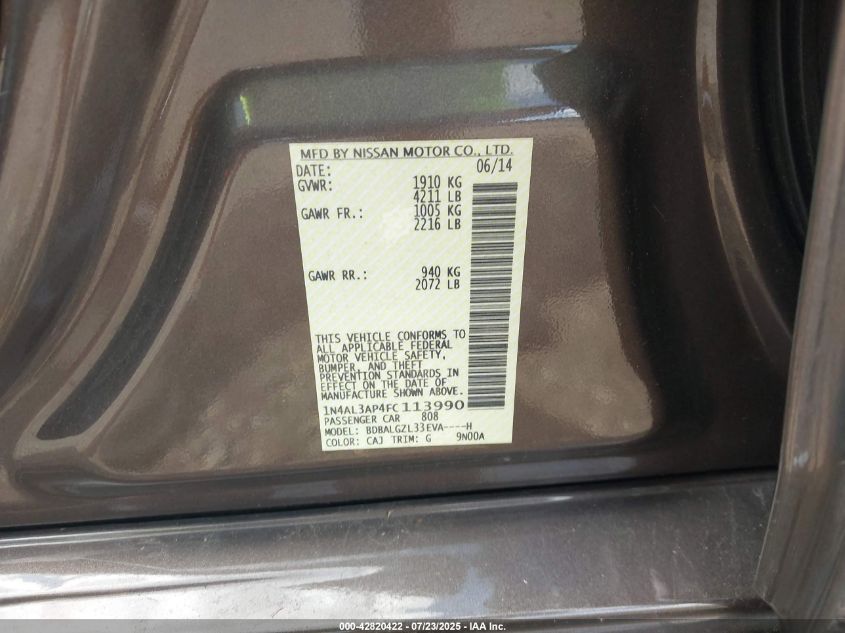 MFD BY NISSAN MOTOR CO., LTD.
DATE: 06/14
GVWR: 1910 KG
4211 LB
GAWR FR.: 1005 KG
2216 LB
GAWR RR.: 940 KG
2072 LB
THIS VEHICLE CONFORMS TO
ALL APPLICABLE FEDERAL
MOTOR VEHICLE SAFETY,
BUMPER, AND THEFT
PREVENTION STANDARDS IN
EFFECT ON THE DATE OF
MANUFACTURE SHOWN ABOVE.
1N4AL3AP4FC113990
PASSENGER CAR 808
MODEL: BDBALGZL33EVA----H
COLOR: CAJ TRIM: G 9N00A
000-42820422 - 07/23/2025 - IAA Inc.